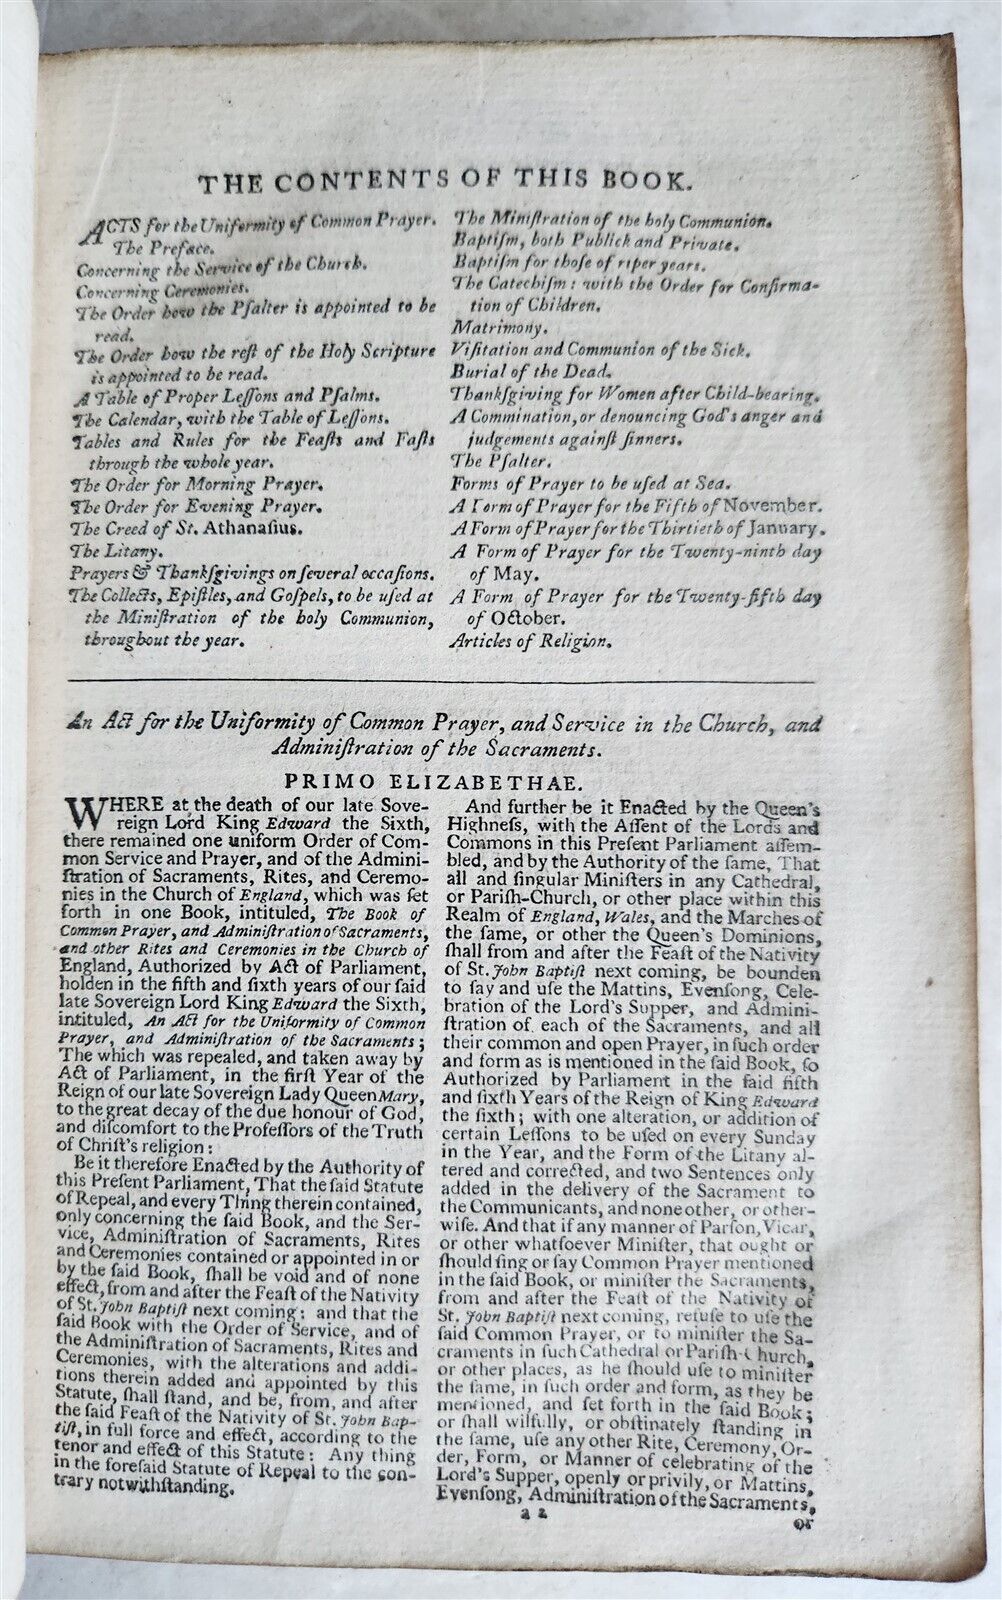 THE CONTENTS OF THIS BOOK.
ACTS for the Uniformity of Common Prayer.
The Preface.
Concerning the Service of the Church.
Concerning Ceremonies.
The Order how the Pſalter is appointed to be
read.
The Order how the reſt of the Holy Scripture
is appointed to be read.
A Table of Proper Leſſons and Pſalms.
The Calendar, with the Table of Leſſons.
Tables and Rules for the Feaſts and Faſts
through the whole year.
The Order for Morning Prayer.
The Order for Evening Prayer.
The Creed of St. Athanaſius.
The Litany.
Prayers & Thankſgivings on ſeveral occaſions.
The Collects, Epiſtles, and Goſpels, to be uſed at
the Miniſtration of the holy Communion,
throughout the year.
The Miniſtration of the holy Communion.
Baptiſm, both Publick and Private.
Baptiſm for thoſe of riper years.
The Catechiſm: with the Order for Confirma-
tion of Children.
Matrimony.
Viſitation and Communion of the Sick.
Burial of the Dead.
Thankſgiving for Women after Child-bearing.
A Commination, or denouncing God's anger and
judgements againſt ſinners.
The Pſalter.
Forms of Prayer to be uſed at Sea.
A Form of Prayer for the Fifth of November.
A Form of Prayer for the Thirtieth of January.
A Form of Prayer for the Twenty-ninth day
of May.
A Form of Prayer for the Twenty-fifth day
of October.
Articles of Religion.
An Act for the Uniformity of Common Prayer, and Service in the Church, and
Adminiſtration of the Sacraments.
PRIMO ELIZABETHAE.
WHERE at the death of our late Sove-
reign Lord King Edward the Sixth,
there remained one uniform Order of Com-
mon Service and Prayer, and of the Admini-
ſtration of Sacraments, Rites, and Ceremo-
nies in the Church of England, which was ſet
forth in one Book, intituled, The Book of
Common Prayer, and Adminiſtration of Sacraments,
and other Rites and Ceremonies in the Church of
England, Authorized by Act of Parliament,
holden in the fifth and ſixth years of our ſaid
late Sovereign Lord King Edward the Sixth,
intituled, An Act for the Uniformity of Common
Prayer, and Adminiſtration of the Sacraments;
The which was repealed, and taken away by
Act of Parliament, in the firſt Year of the
Reign of our late Sovereign Lady Queen Mary,
to the great decay of the due honour of God,
and diſcomfort to the Profeſſors of the Truth
of Chriſt's religion:
Be it therefore Enacted by the Authority of
this Preſent Parliament, That the ſaid Statute
of Repeal, and every Thing therein contained,
only concerning the ſaid Book, and the Ser-
vice, Adminiſtration of Sacraments, Rites
and Ceremonies contained or appointed in or
by the ſaid Book, ſhall be void and of none
effect, from and after the Feaſt of the Nativity
of St. John Baptiſt next coming: and that the
ſaid Book with the Order of Service, and of
the Adminiſtration of Sacraments, Rites and
Ceremonies, with the alterations and addi-
tions therein added and appointed by this
Statute, ſhall ſtand, and be, from, and after
the ſaid Feaſt of the Nativity of St. John Bap-
tiſt, in full force and effect, according to the
tenor and effect of this Statute: Any thing
in the foreſaid Statute of Repeal to the con-
trary notwithſtanding.
And further be it Enacted by the Queen's
Highneſs, with the Aſſent of the Lords and
Commons in this Preſent Parliament aſſem-
bled, and by the Authority of the ſame, That
all and ſingular Miniſters in any Cathedral,
or Pariſh-Church, or other place within this
Realm of England, Wales, and the Marches of
the ſame, or other the Queen's Dominions,
ſhall from and after the Feaſt of the Nativity
of St. John Baptiſt next coming, be bounden
to ſay and uſe the Mattins, Evenſong, Cele-
bration of the Lord's Supper, and Admini-
ſtration of each of the Sacraments, and all
their common and open Prayer, in ſuch order
and form as is mentioned in the ſaid Book, ſo
Authorized by Parliament in the ſaid fifth
and ſixth Years of the Reign of King Edward
the ſixth; with one alteration, or addition of
certain Leſſons to be uſed on every Sunday
in the Year, and the Form of the Litany al-
tered and corrected, and two Sentences only
added in the delivery of the Sacrament to
the Communicants, and none other, or other-
wiſe. And that if any manner of Parſon, Vicar,
or other whatſoever Miniſter, that ought or
ſhould ſing or ſay Common Prayer mentioned
in the ſaid Book, or miniſter the Sacraments,
from and after the Feaſt of the Nativity of
St. John Baptiſt next coming, refuſe to uſe the
ſaid Common Prayer, or to miniſter the Sa-
craments in ſuch Cathedral or Pariſh-Church,
or other places, as he ſhould uſe to miniſter
the ſame, in ſuch order and form, as they be
mentioned, and ſet forth in the ſaid Book;
or ſhall wilfully, or obſtinately ſtanding in
the ſame, uſe any other Rite, Ceremony, Or-
der, Form, or Manner of celebrating of the
Lord's Supper, openly or privily, or Mattins,
Evenſong, Adminiſtration of the Sacraments,
a 2
or